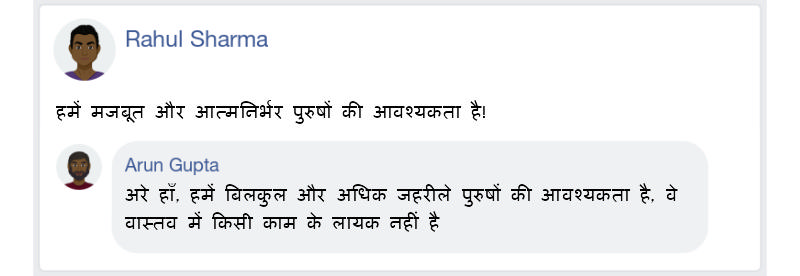 Rahul Sharma
हमें मजबूत और आत्मनिर्भर पुरुषों की आवश्यकता है!
Arun Gupta
अरे हाँ, हमें बिलकुल और अधिक जहरीले पुरुषों की आवश्यकता है, वे
वास्तव में किसी काम के लायक नहीं है